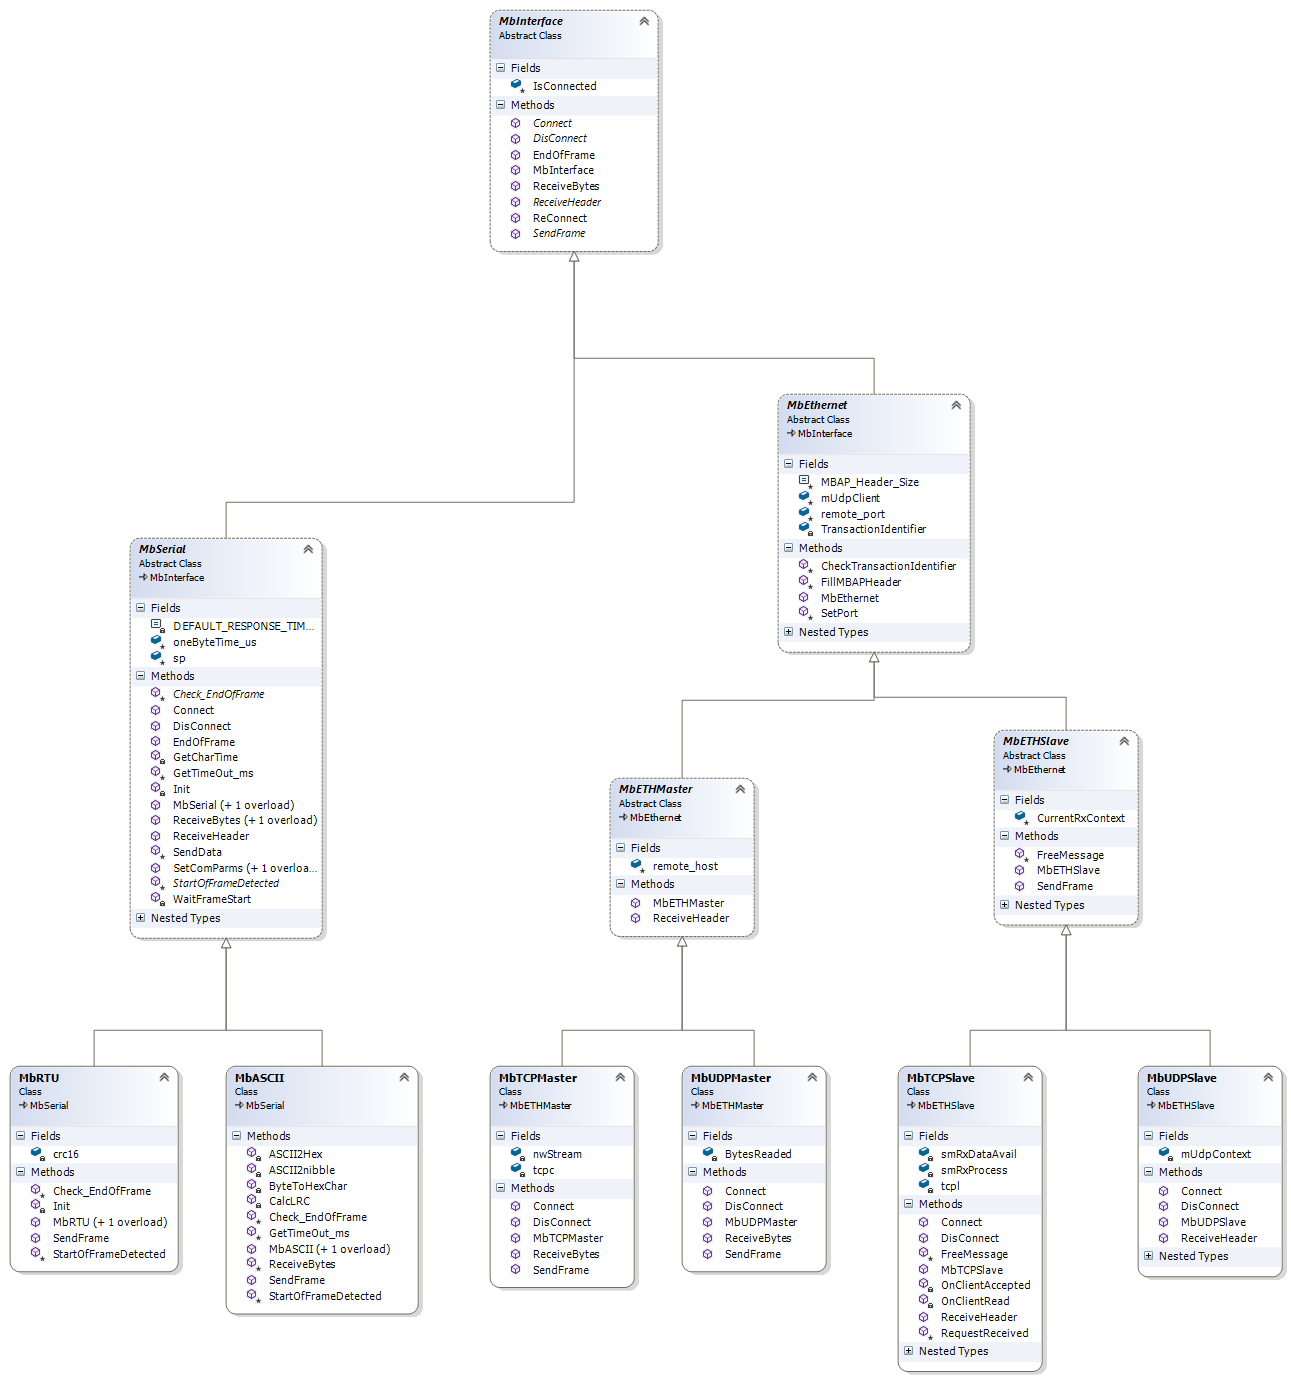 MbInterface
Abstract Class
Fields
IsConnected
Methods
Connect
DisConnect
EndOfFrame
MbInterface
ReceiveBytes
ReceiveHeader
ReConnect
SendFrame
MbEthernet
Abstract Class
MbInterface
Fields
MBAP_Header_Size
mUdpClient
remote_port
TransactionIdentifier
Methods
CheckTransactionIdentifier
FillMBAPHeader
MbEthernet
SetPort
Nested Types
MbSerial
Abstract Class
MbInterface
Fields
DEFAULT_RESPONSE_TIM...
oneByteTime_us
sp
Methods
Check_EndOfFrame
Connect
DisConnect
EndOfFrame
GetCharTime
GetTimeOut_ms
Init
MbSerial (+ 1 overload)
ReceiveBytes (+ 1 overload)
ReceiveHeader
SendData
SetComParms (+ 1 overloa...
StartOfFrameDetected
WaitFrameStart
Nested Types
MbETHMaster
Abstract Class
MbEthernet
Fields
remote_host
Methods
MbETHMaster
ReceiveHeader
MbETHSlave
Abstract Class
MbEthernet
Fields
CurrentRxContext
Methods
FreeMessage
MbETHSlave
SendFrame
Nested Types
MbRTU
Class
MbSerial
Fields
crc16
Methods
Check_EndOfFrame
Init
MbRTU (+ 1 overload)
SendFrame
StartOfFrameDetected
MbASCII
Class
MbSerial
Methods
ASCII2Hex
ASCII2nibble
ByteToHexChar
CalcLRC
Check_EndOfFrame
GetTimeOut_ms
MbASCII (+ 1 overload)
ReceiveBytes
SendFrame
StartOfFrameDetected
MbTCPMaster
Class
MbETHMaster
Fields
nwStream
tcpc
Methods
Connect
DisConnect
MbTCPMaster
ReceiveBytes
SendFrame
MbUDPMaster
Class
MbETHMaster
Fields
BytesReaded
Methods
Connect
DisConnect
MbUDPMaster
ReceiveBytes
SendFrame
MbTCPSlave
Class
MbETHSlave
Fields
smRxDataAvail
smRxProcess
tcpl
Methods
Connect
DisConnect
FreeMessage
MbTCPSlave
OnClientAccepted
OnClientRead
ReceiveHeader
RequestReceived
Nested Types
MbUDPSlave
Class
MbETHSlave
Fields
mUdpContext
Methods
Connect
DisConnect
MbUDPSlave
ReceiveHeader
Nested Types